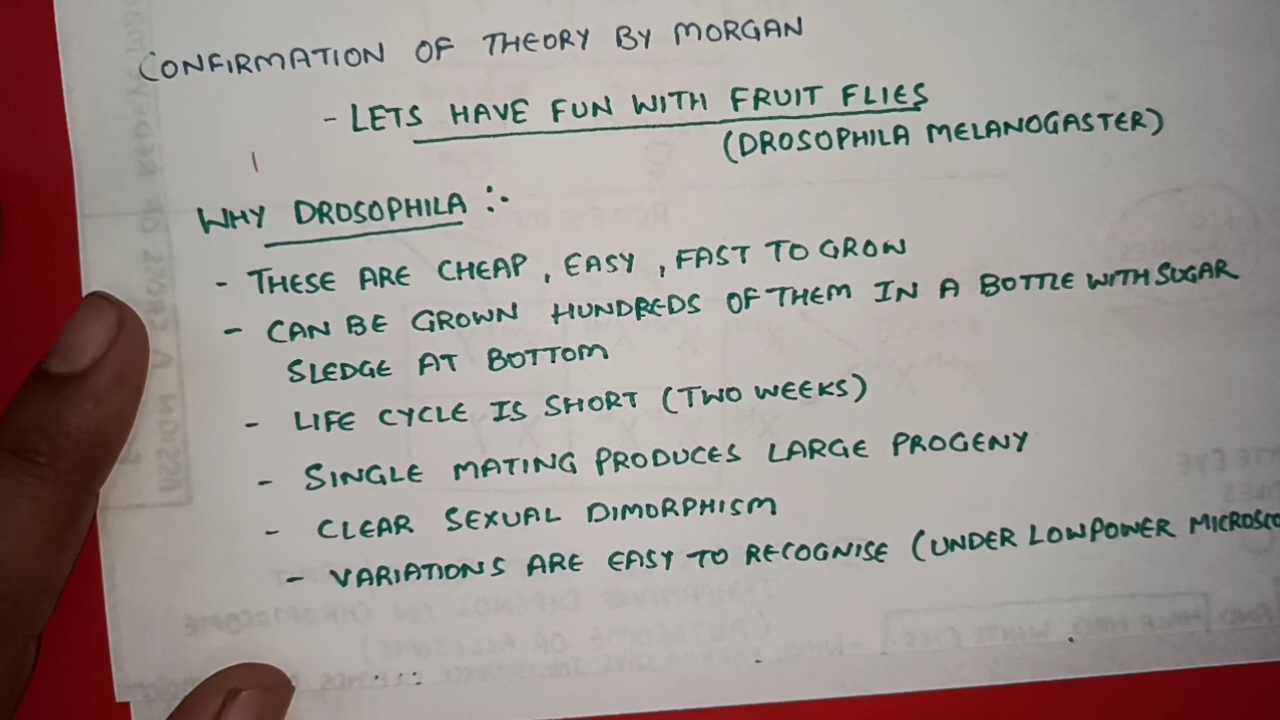 CONFIRMATION OF THEORY BY MORGAN
- LETS HAVE FUN WITH FRUIT FLIES
(DROSOPHILA MELANOGASTER)
WHY DROSOPHILA :-
- THESE ARE CHEAP, EASY, FAST TO GROW
- CAN BE GROWN HUNDREDS OF THEM IN A BOTTLE WITH SUGAR
SLEDGE AT BOTTOM
- LIFE CYCLE IS SHORT (TWO WEEKS)
- SINGLE MATING PRODUCES LARGE PROGENY
- CLEAR SEXUAL DIMORPHISM
- VARIATIONS ARE EASY TO RECOGNISE (UNDER LOWPOWER MICROSCO